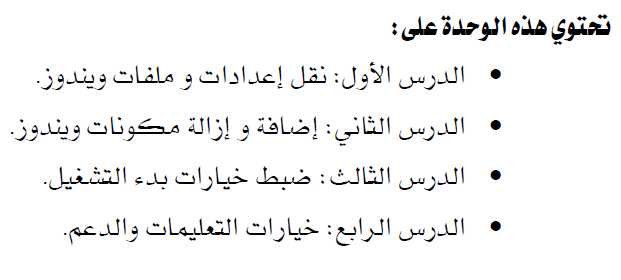 تحتوي هذه الوحدة على:
• الدرس الأول: نقل إعدادات و ملفات ويندوز.
• الدرس الثاني: إضافة و إزالة مكونات ويندوز.
• الدرس الثالث: ضبط خيارات بدء التشغيل.
• الدرس الرابع: خيارات التعليمات والدعم.